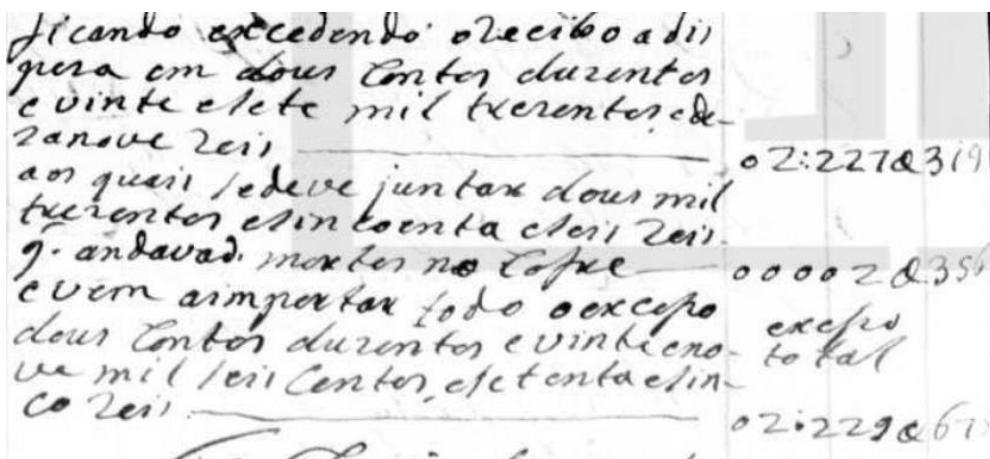 ficando excedendo o Recibo a dis
pera em dous Contos duzentos
e vinte e sete mil trezentos e de-
zanove Reis 02:227@319
aos quais se deve juntar dous mil
trezentos e sincoenta e seis Reis
q. andavad. mortos no Cofre 00002@356
e vem a importar todo o excesso
dous Contos duzentos e vinte e no-
ve mil seis Centos, e setenta e sin-
co Reis
excesso
total
02:229@67